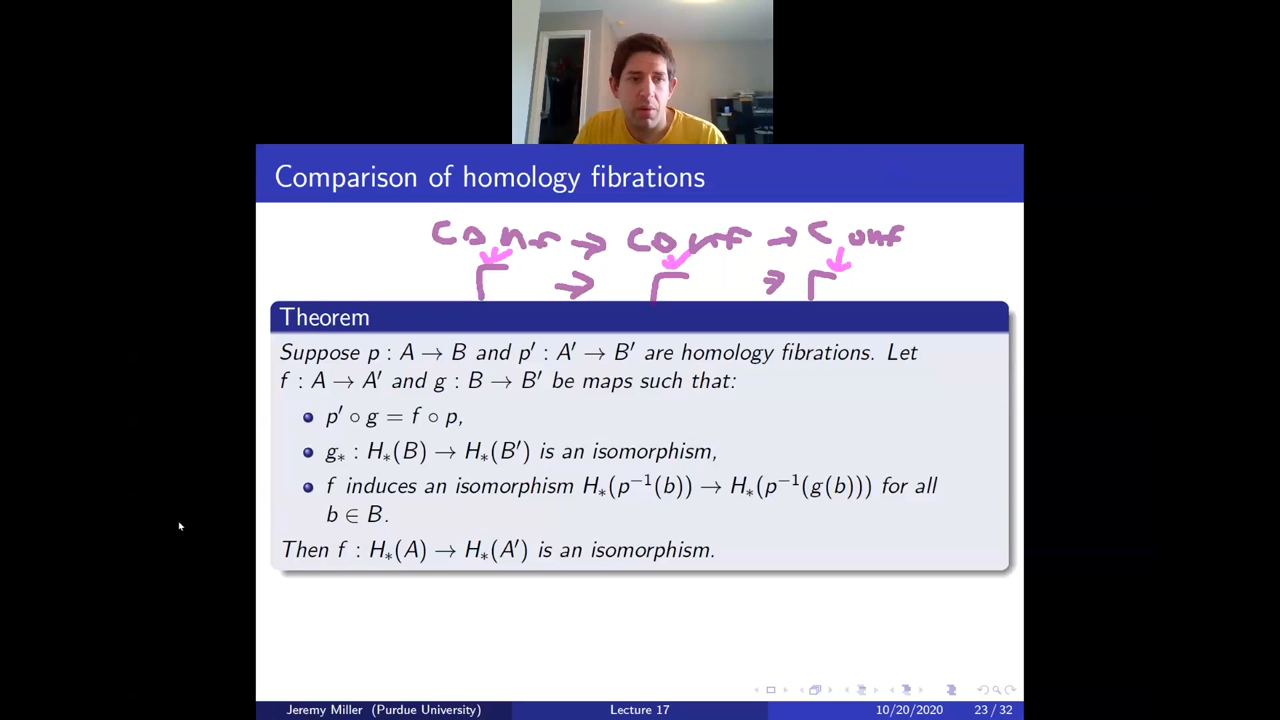 Comparison of homology fibrations
conf → conf → conf
Γ → Γ → Γ
Theorem
Suppose p : A → B and p′ : A′ → B′ are homology fibrations. Let
f : A → A′ and g : B → B′ be maps such that:
p′ ∘ g = f ∘ p,
g∗ : H∗(B) → H∗(B′) is an isomorphism,
f induces an isomorphism H∗(p⁻¹(b)) → H∗(p⁻¹(g(b))) for all
b ∈ B.
Then f : H∗(A) → H∗(A′) is an isomorphism.
Jeremy Miller (Purdue University) Lecture 17 10/20/2020 23 / 32